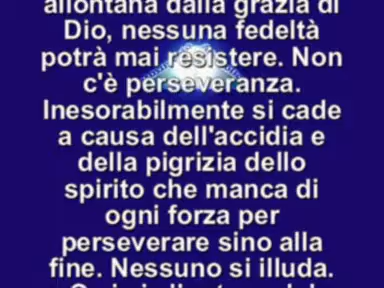 allontana dalla grazia di
Dio, nessuna fedeltà
potrà mai resistere. Non
c'è perseveranza.
Inesorabilmente si cade
a causa dell'accidia e
della pigrizia dello
spirito che manca di
ogni forza per
perseverare sino alla
fine. Nessuno si illuda.